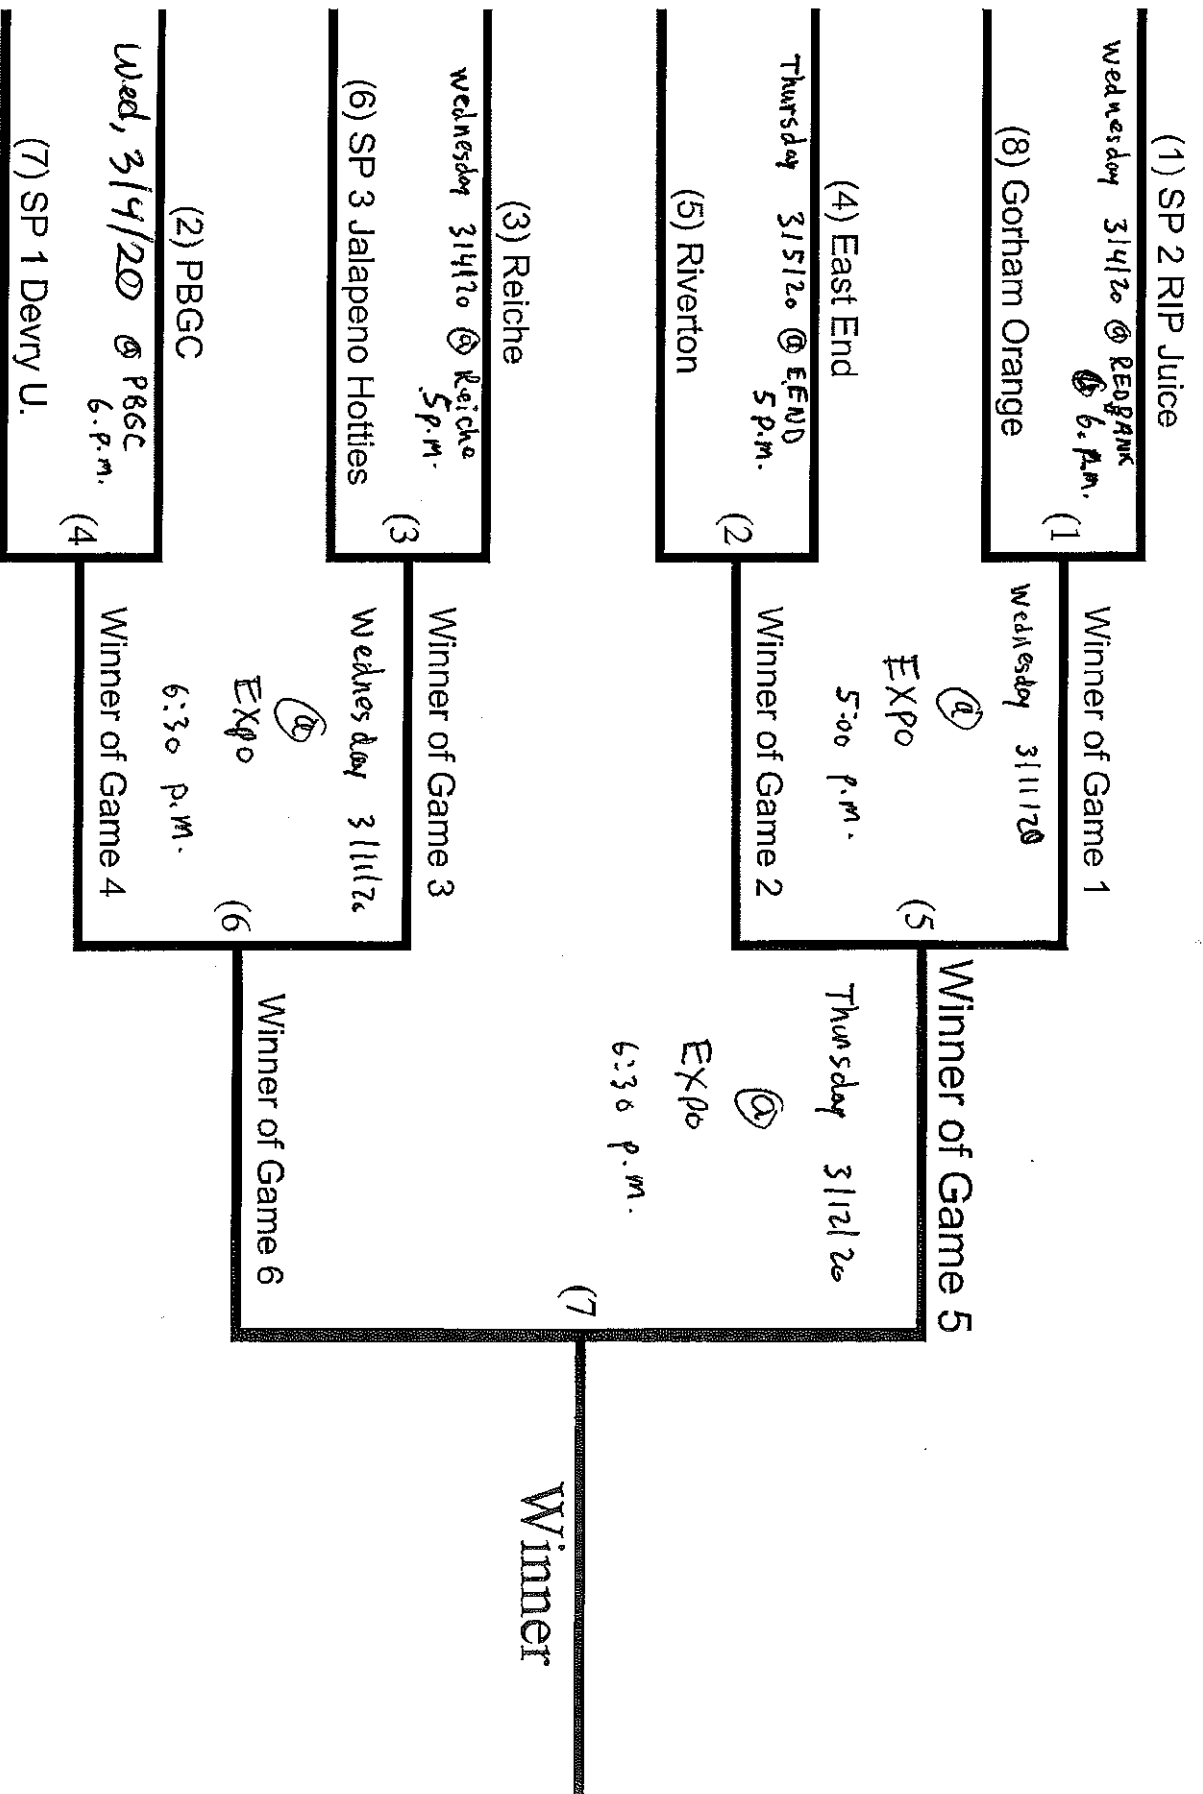 (1) SP 2 RIP Juice
Wednesday 3/4/20 @ REDBANK
6. p.m.
(1
(8) Gorham Orange
(4) East End
Thursday 3/5/20 @ E.END
5 p.m.
(2
(5) Riverton
(3) Reiche
Wednesday 3/4/20 @ Reiche
5 p.m.
(3
(6) SP 3 Jalapeno Hotties
(2) PBGC
Wed, 3/4/20 @ PBGC
6. p.m.
(4
(7) SP 1 Devry U.
Winner of Game 1
Wednesday 3/11/20
@
EXPO
5:00 p.m.
(5
Winner of Game 2
Winner of Game 3
Wednesday 3/11/20
@
EXpo
6:30 p.m.
(6
Winner of Game 4
Winner of Game 5
Thursday 3/12/20
@
EXpo
6:30 p.m.
(7
Winner of Game 6
Winner